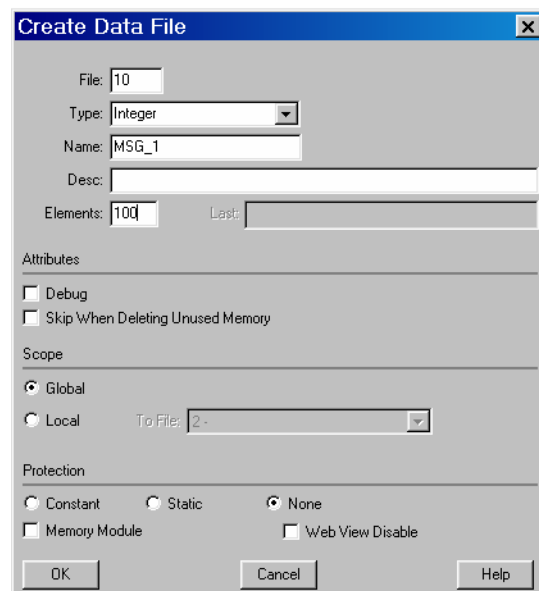 Create Data File
File: 10
Type: Integer
Name: MSG_1
Desc:
Elements: 100 Last:
Attributes
Debug
Skip When Deleting Unused Memory
Scope
Global
Local To File: 2 -
Protection
Constant Static None
Memory Module Web View Disable
OK Cancel Help